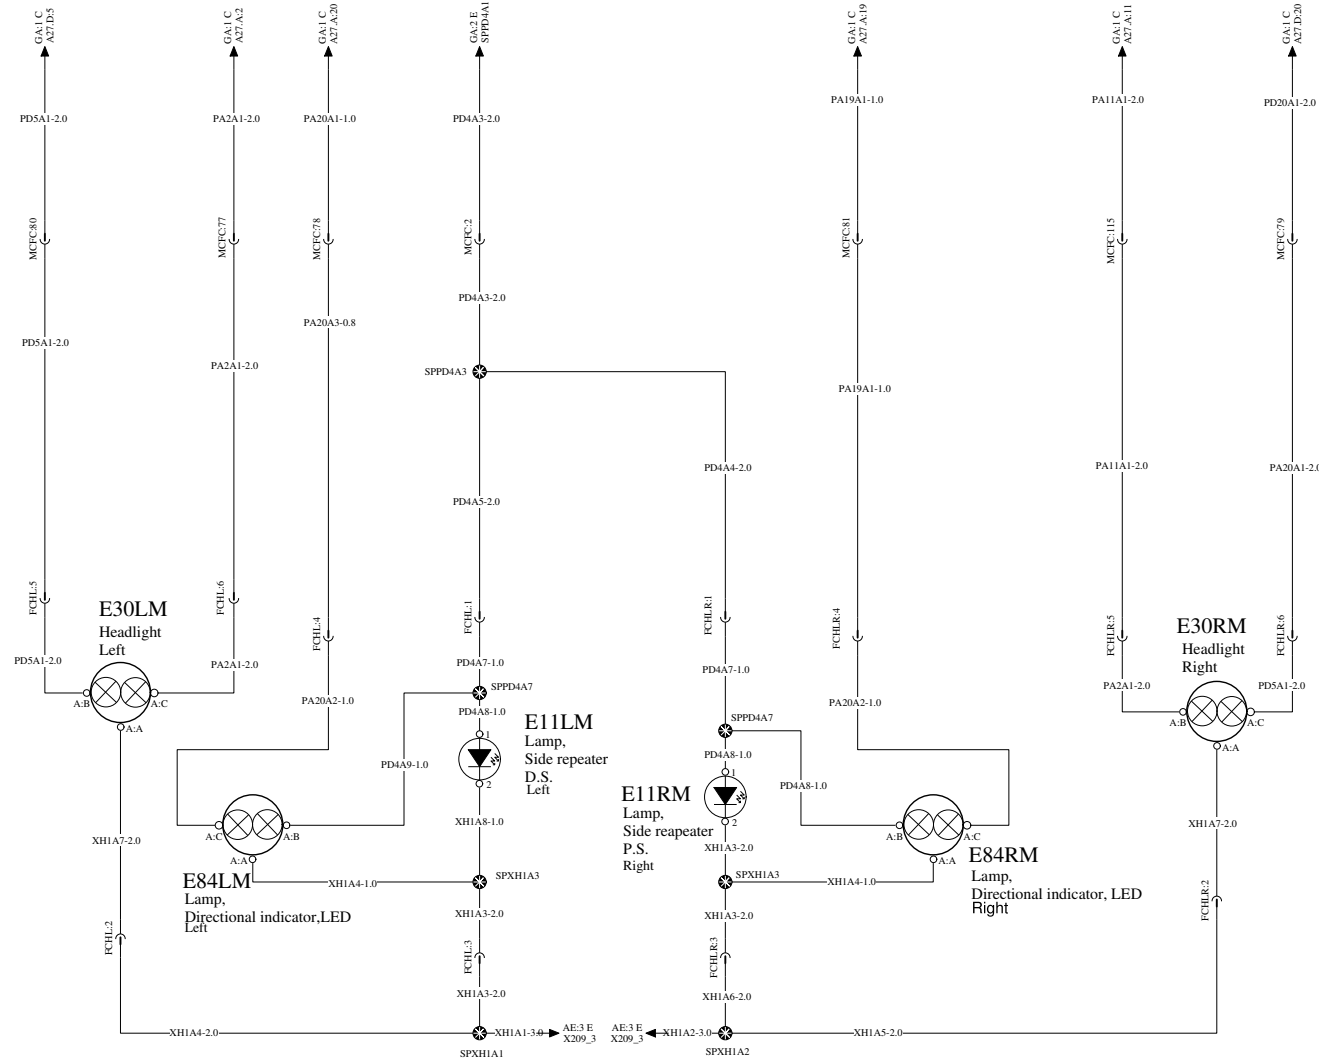 GA:1 C
A27.D:5
GA:1 C
A27.A:2
GA:1 C
A27.A:20
GA:2 E
SPPD4A1
GA:1 C
A27.A:19
GA:1 C
A27.A:11
GA:1 C
A27.D:20
PD5A1-2.0
PA2A1-2.0
PA20A1-1.0
PD4A3-2.0
PA19A1-1.0
PA11A1-2.0
PD20A1-2.0
MCFC:80
MCFC:77
MCFC:78
MCFC:2
MCFC:81
MCFC:115
MCFC:79
PD4A3-2.0
PA20A3-0.8
PD5A1-2.0
PA2A1-2.0
SPPD4A3
PA19A1-1.0
PD4A5-2.0
PD4A4-2.0
PA11A1-2.0
PA20A1-2.0
FCHL:5
FCHL:6
FCHL:4
FCHL:1
FCHLR:1
FCHLR:4
FCHLR:5
FCHLR:6
E30LM
Headlight
Left
E30RM
Headlight
Right
PD5A1-2.0
PA2A1-2.0
PD4A7-1.0
PD4A7-1.0
PA2A1-2.0
PD5A1-2.0
A:B
A:C
A:A
PA20A2-1.0
SPPD4A7
PD4A8-1.0
PA20A2-1.0
A:B
A:C
A:A
SPPD4A7
E11LM
Lamp,
Side repeater
D.S.
Left
1
2
PD4A9-1.0
PD4A8-1.0
PD4A8-1.0
E11RM
Lamp,
Side reapeater
P.S.
Right
1
2
XH1A7-2.0
A:C
A:B
A:A
XH1A8-1.0
XH1A3-2.0
A:B
A:C
A:A
XH1A7-2.0
E84LM
Lamp,
Directional indicator,LED
Left
XH1A4-1.0
SPXH1A3
SPXH1A3
XH1A4-1.0
E84RM
Lamp,
Directional indicator, LED
Right
XH1A3-2.0
XH1A3-2.0
FCHL:2
FCHL:3
FCHLR:3
FCHLR:2
XH1A3-2.0
XH1A6-2.0
XH1A4-2.0
XH1A1-3.0
AE:3 E
X209_3
AE:3 E
X209_3
XH1A2-3.0
XH1A5-2.0
SPXH1A1
SPXH1A2